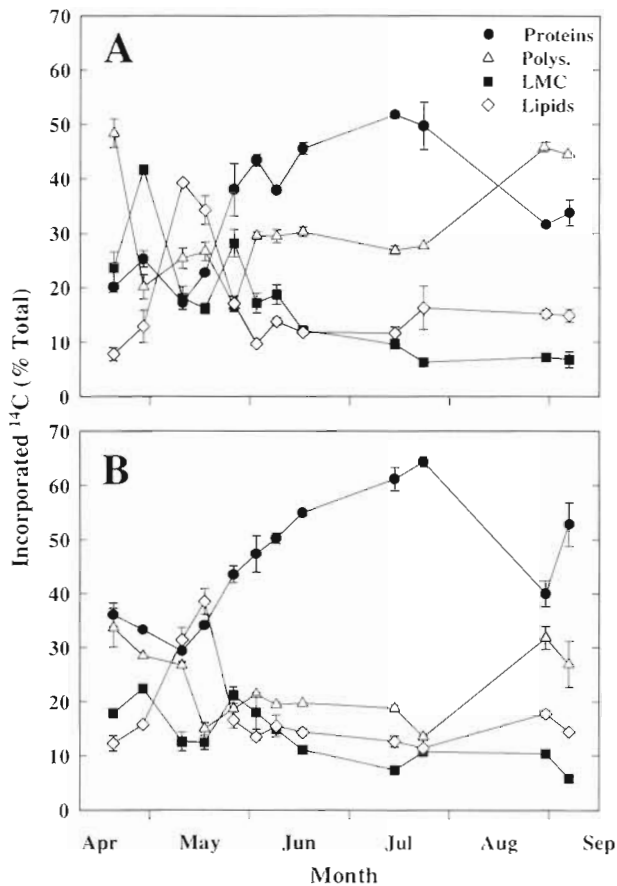 70
A
Proteins
Polys.
LMC
Lipids
60
50
40
30
20
10
0
Incorporated ¹⁴C (% Total)
70
B
60
50
40
30
20
10
0
Apr May Jun Jul Aug Sep
Month